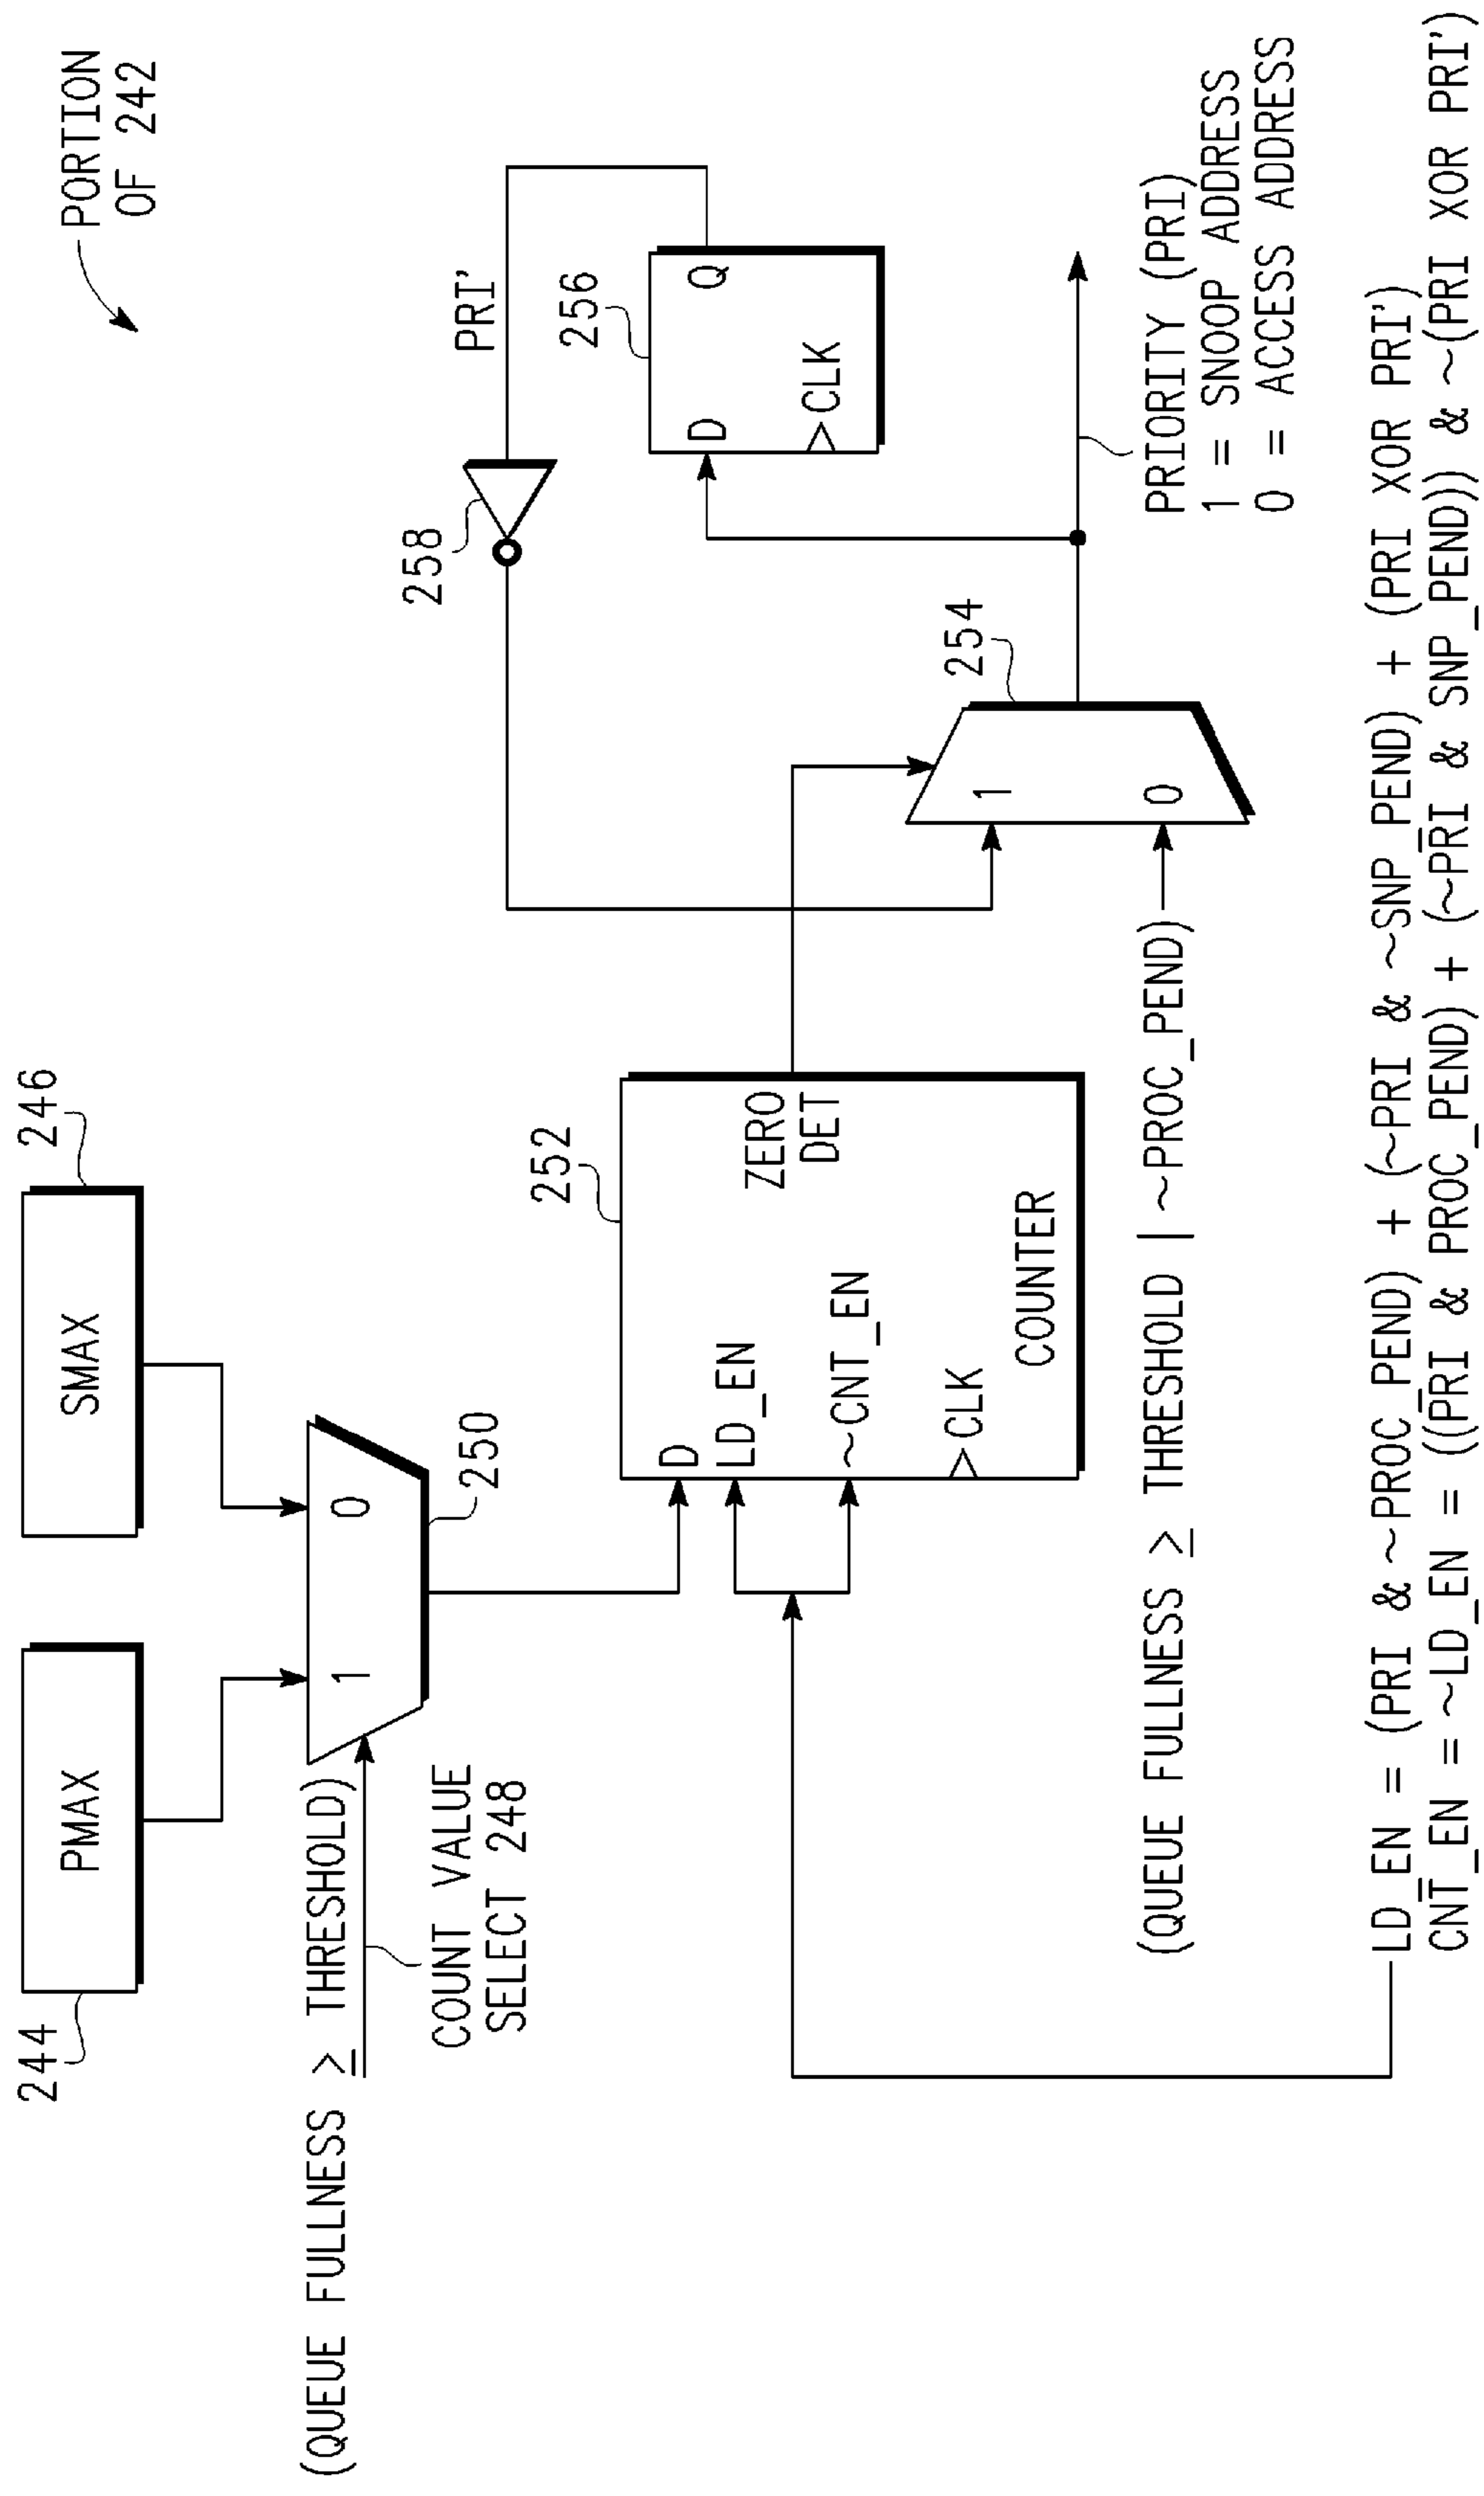 PORTION
OF 242
244
PMAX
246
SMAX
(QUEUE FULLNESS ≥ THRESHOLD)
COUNT VALUE
SELECT 248
1
0
250
252
D
LD_EN
~CNT_EN
CLK
COUNTER
ZERO
DET
258
PRI'
256
D
Q
CLK
254
1
0
(QUEUE FULLNESS ≥ THRESHOLD | ~PROC_PEND)
PRIORITY (PRI)
1 = SNOOP ADDRESS
0 = ACCESS ADDRESS
LD_EN = (PRI & ~PROC_PEND) + (~PRI & ~SNP_PEND) + (PRI XOR PRI')
CNT_EN = ~LD_EN = ((PRI & PROC_PEND) + (~PRI & SNP_PEND)) & ~(PRI XOR PRI')